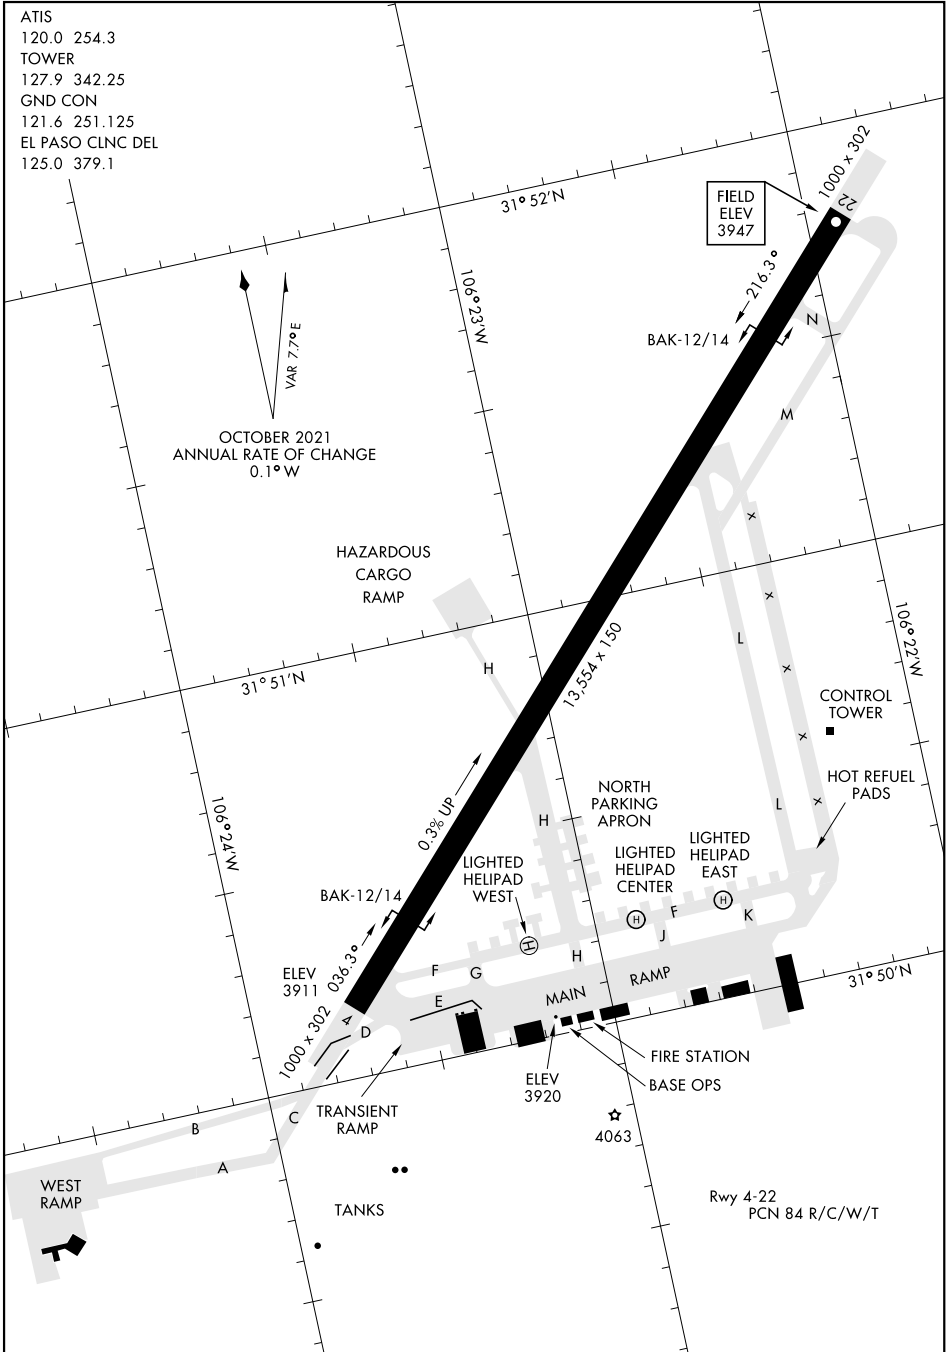 ATIS
120.0 254.3
TOWER
127.9 342.25
GND CON
121.6 251.125
EL PASO CLNC DEL
125.0 379.1
31°52'N
1000 x 302
22
FIELD
ELEV
3947
216.3°
106°23'W
VAR 7.7°E
BAK-12/14
N
M
OCTOBER 2021
ANNUAL RATE OF CHANGE
0.1°W
x
HAZARDOUS
CARGO
RAMP
x
106°22'W
L
13,554 x 150
H
x
31°51'N
CONTROL
TOWER
x
HOT REFUEL
PADS
L
x
NORTH
PARKING
APRON
H
0.3% UP
106°24'W
LIGHTED
HELIPAD
WEST
LIGHTED
HELIPAD
CENTER
LIGHTED
HELIPAD
EAST
BAK-12/14
H
H
H
F
K
J
H
F
G
E
036.3°
ELEV
3911
MAIN
RAMP
31°50'N
1000 x 302
4
D
FIRE STATION
BASE OPS
ELEV
3920
C
TRANSIENT
RAMP
B
A
4063
WEST
RAMP
TANKS
Rwy 4-22
PCN 84 R/C/W/T